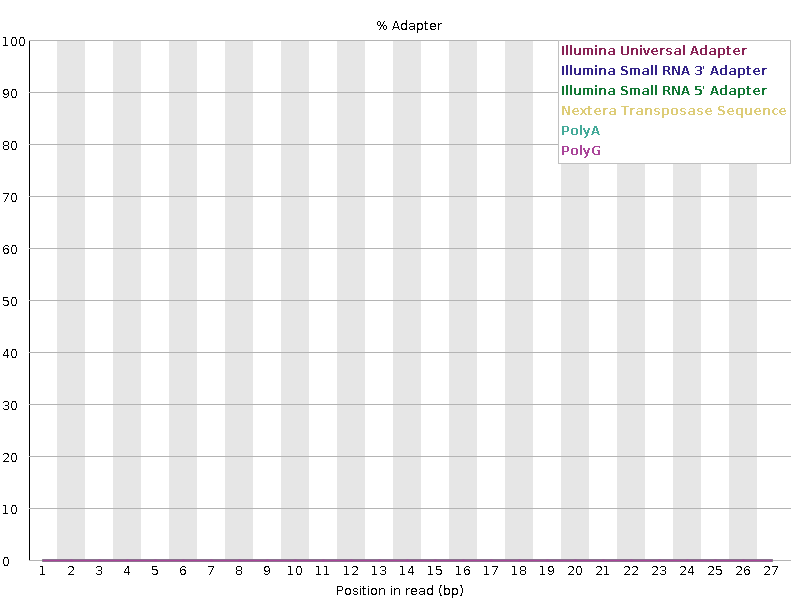 % Adapter
100
90
80
70
60
50
40
30
20
10
0
Illumina Universal Adapter
Illumina Small RNA 3' Adapter
Illumina Small RNA 5' Adapter
Nextera Transposase Sequence
PolyA
PolyG
1 2 3 4 5 6 7 8 9 10 11 12 13 14 15 16 17 18 19 20 21 22 23 24 25 26 27
Position in read (bp)